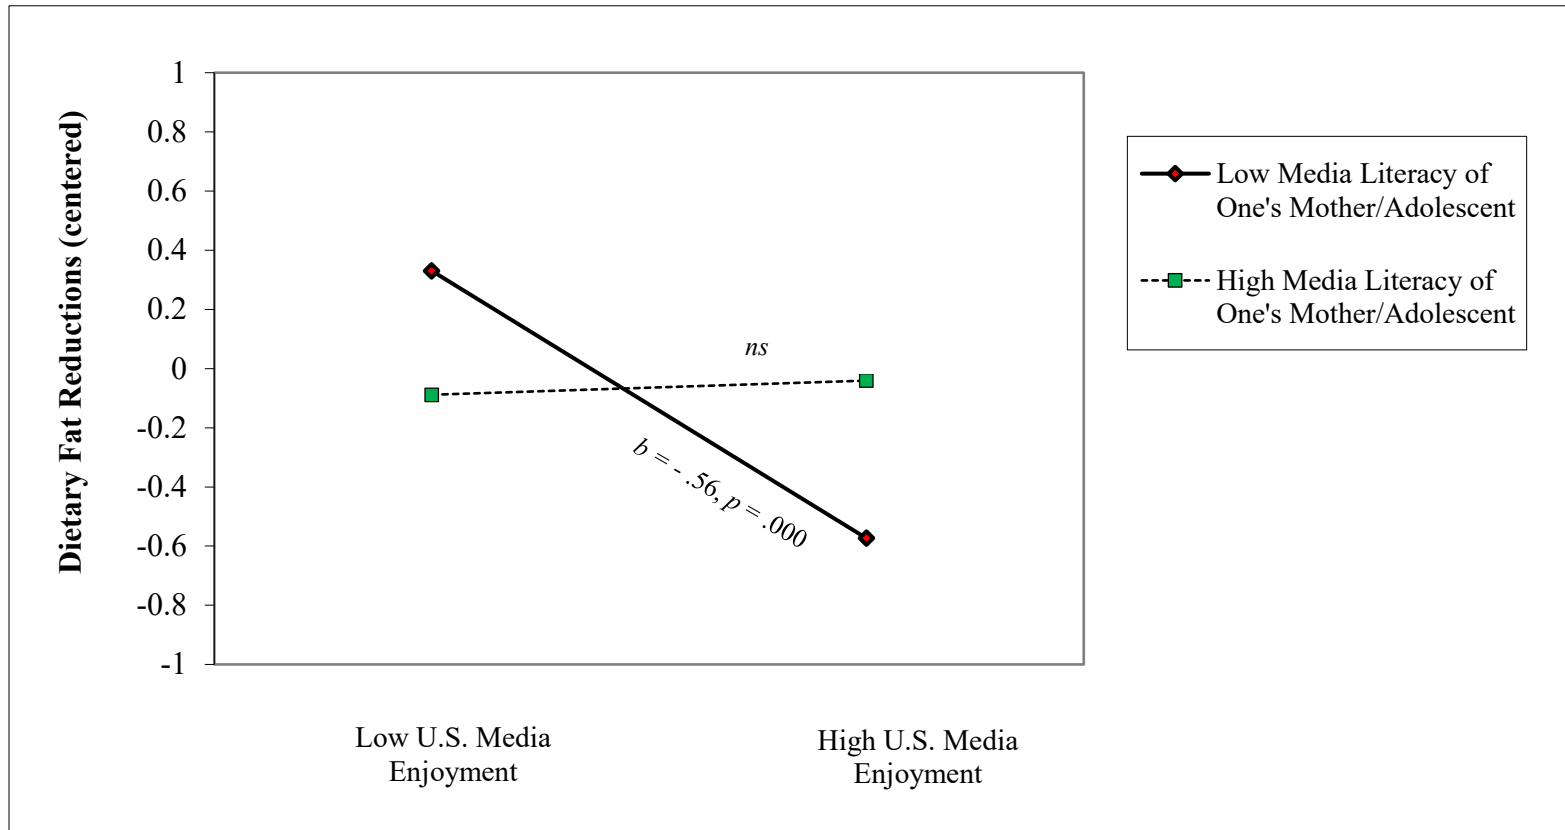 Dietary Fat Reductions (centered)
1
0.8
0.6
0.4
0.2
0
-0.2
-0.4
-0.6
-0.8
-1
ns
b = - .56, p = .000
Low U.S. Media
Enjoyment
High U.S. Media
Enjoyment
Low Media Literacy of
One's Mother/Adolescent
High Media Literacy of
One's Mother/Adolescent